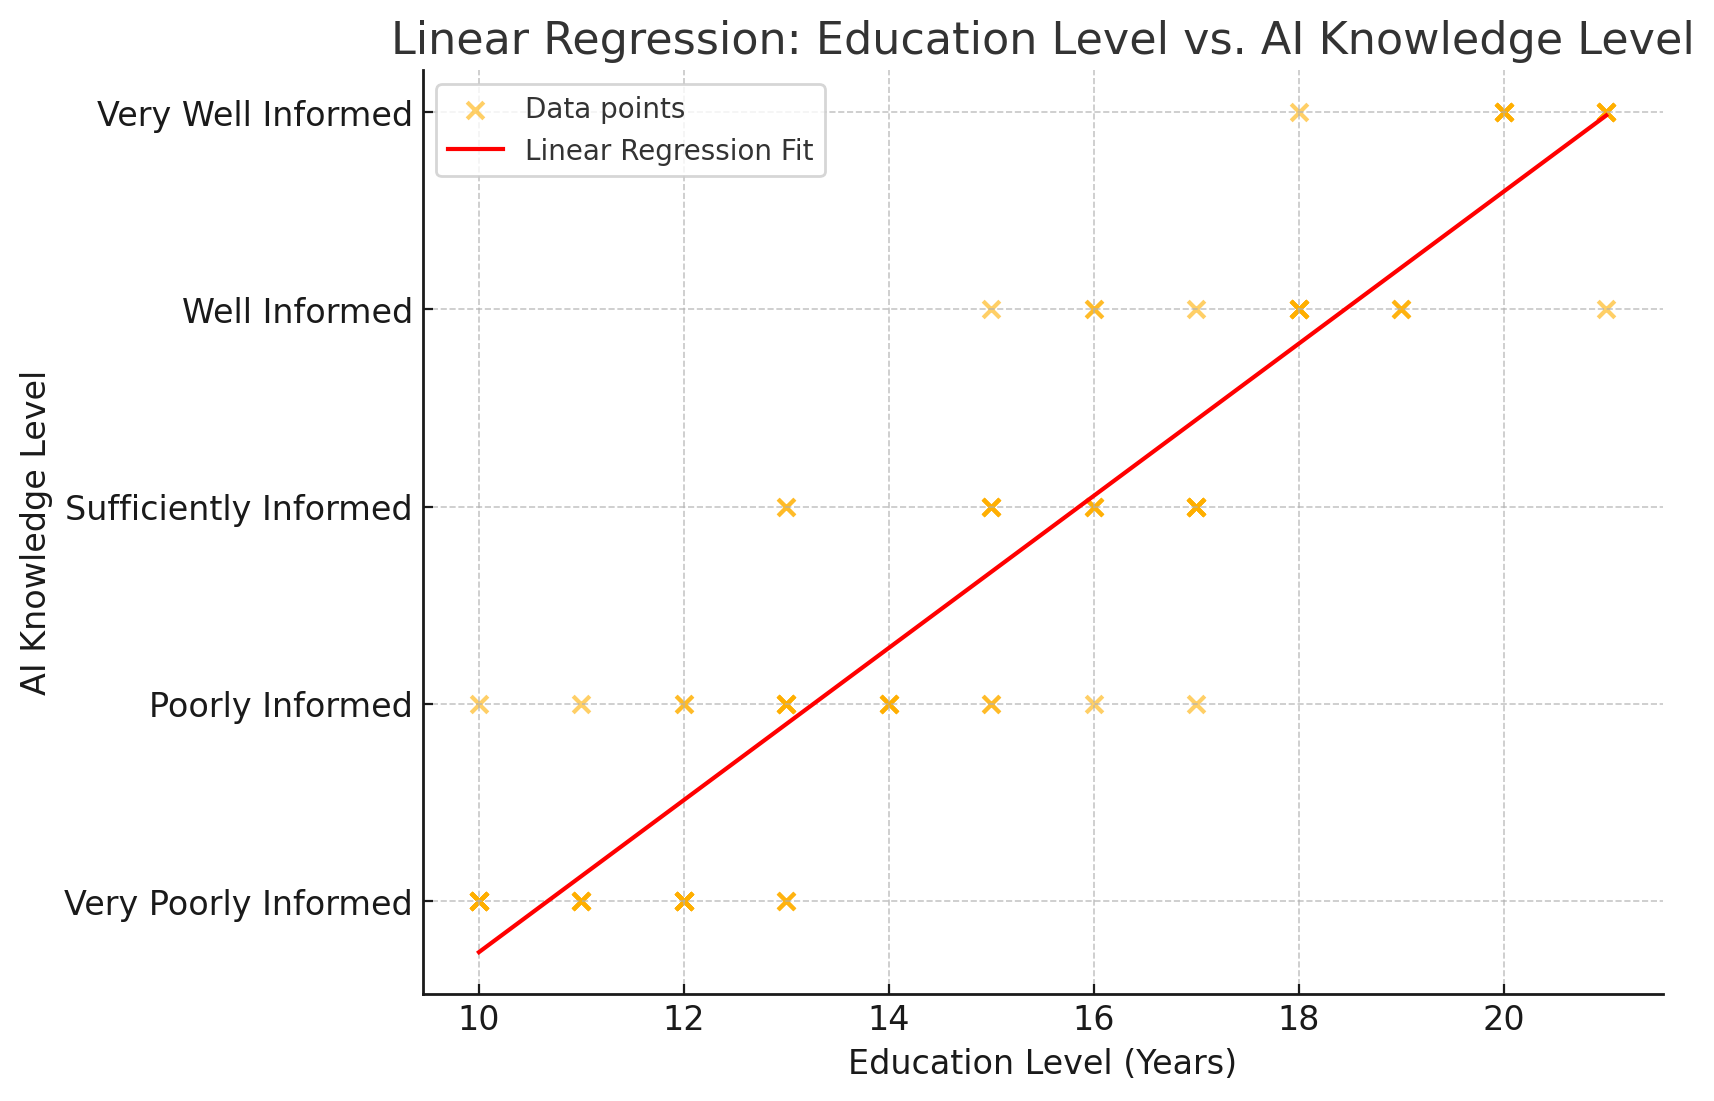 Linear Regression: Education Level vs. AI Knowledge Level
Data points
Linear Regression Fit
AI Knowledge Level
Very Well Informed
Well Informed
Sufficiently Informed
Poorly Informed
Very Poorly Informed
10 12 14 16 18 20
Education Level (Years)